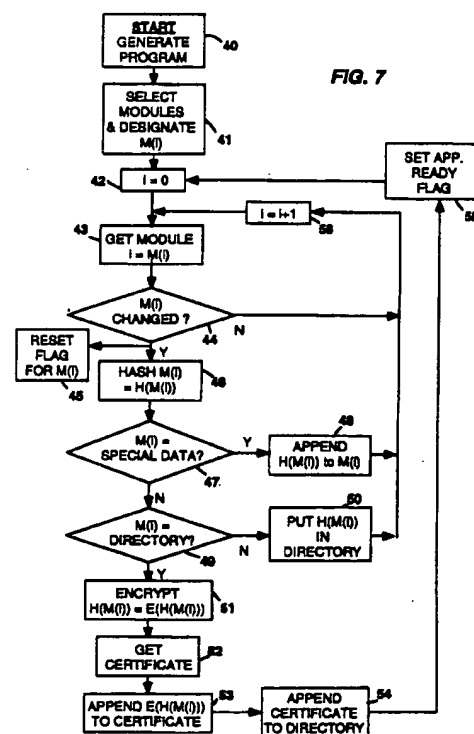 START
GENERATE
PROGRAM
40
FIG. 7
SELECT
MODULES
& DESIGNATE
M(I)
41
SET APP.
READY
FLAG
42
I = 0
I = I+1
56
43
GET MODULE
I = M(I)
M(I)
CHANGED ?
44
N
Y
RESET
FLAG
FOR M(I)
45
HASH M(I)
= H(M(I))
46
M(I) =
SPECIAL DATA?
47
Y
APPEND
H(M(I)) to M(I)
48
N
M(I) =
DIRECTORY?
49
N
PUT H(M(I))
IN
DIRECTORY
50
Y
ENCRYPT
H(M(I)) = E(H(M(I)))
51
GET
CERTIFICATE
52
APPEND E(H(M(I)))
TO CERTIFICATE
53
APPEND
CERTIFICATE
TO DIRECTORY
54